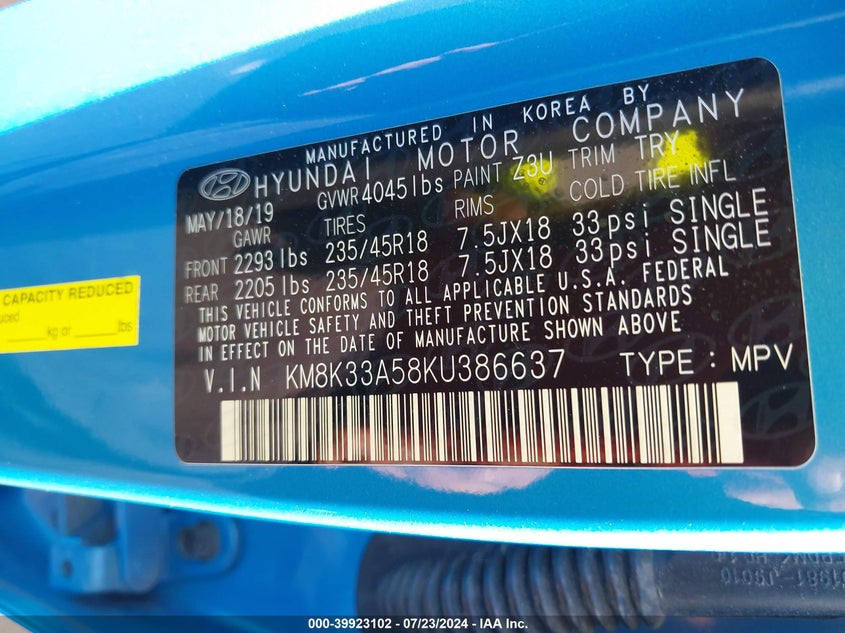 MANUFACTURED IN KOREA BY
HYUNDAI MOTOR COMPANY
MAY/18/19 GVWR 4045lbs PAINT Z3U TRIM TRY
GAWR TIRES RIMS COLD TIRE INFL
FRONT 2293 lbs 235/45R18 7.5JX18 33 psi SINGLE
REAR 2205 lbs 235/45R18 7.5JX18 33 psi SINGLE
THIS VEHICLE CONFORMS TO ALL APPLICABLE U.S.A. FEDERAL
MOTOR VEHICLE SAFETY AND THEFT PREVENTION STANDARDS
IN EFFECT ON THE DATE OF MANUFACTURE SHOWN ABOVE
V.I.N KM8K33A58KU386637 TYPE : MPV
CAPACITY REDUCED
kg or lbs
000-39923102 - 07/23/2024 - IAA Inc.